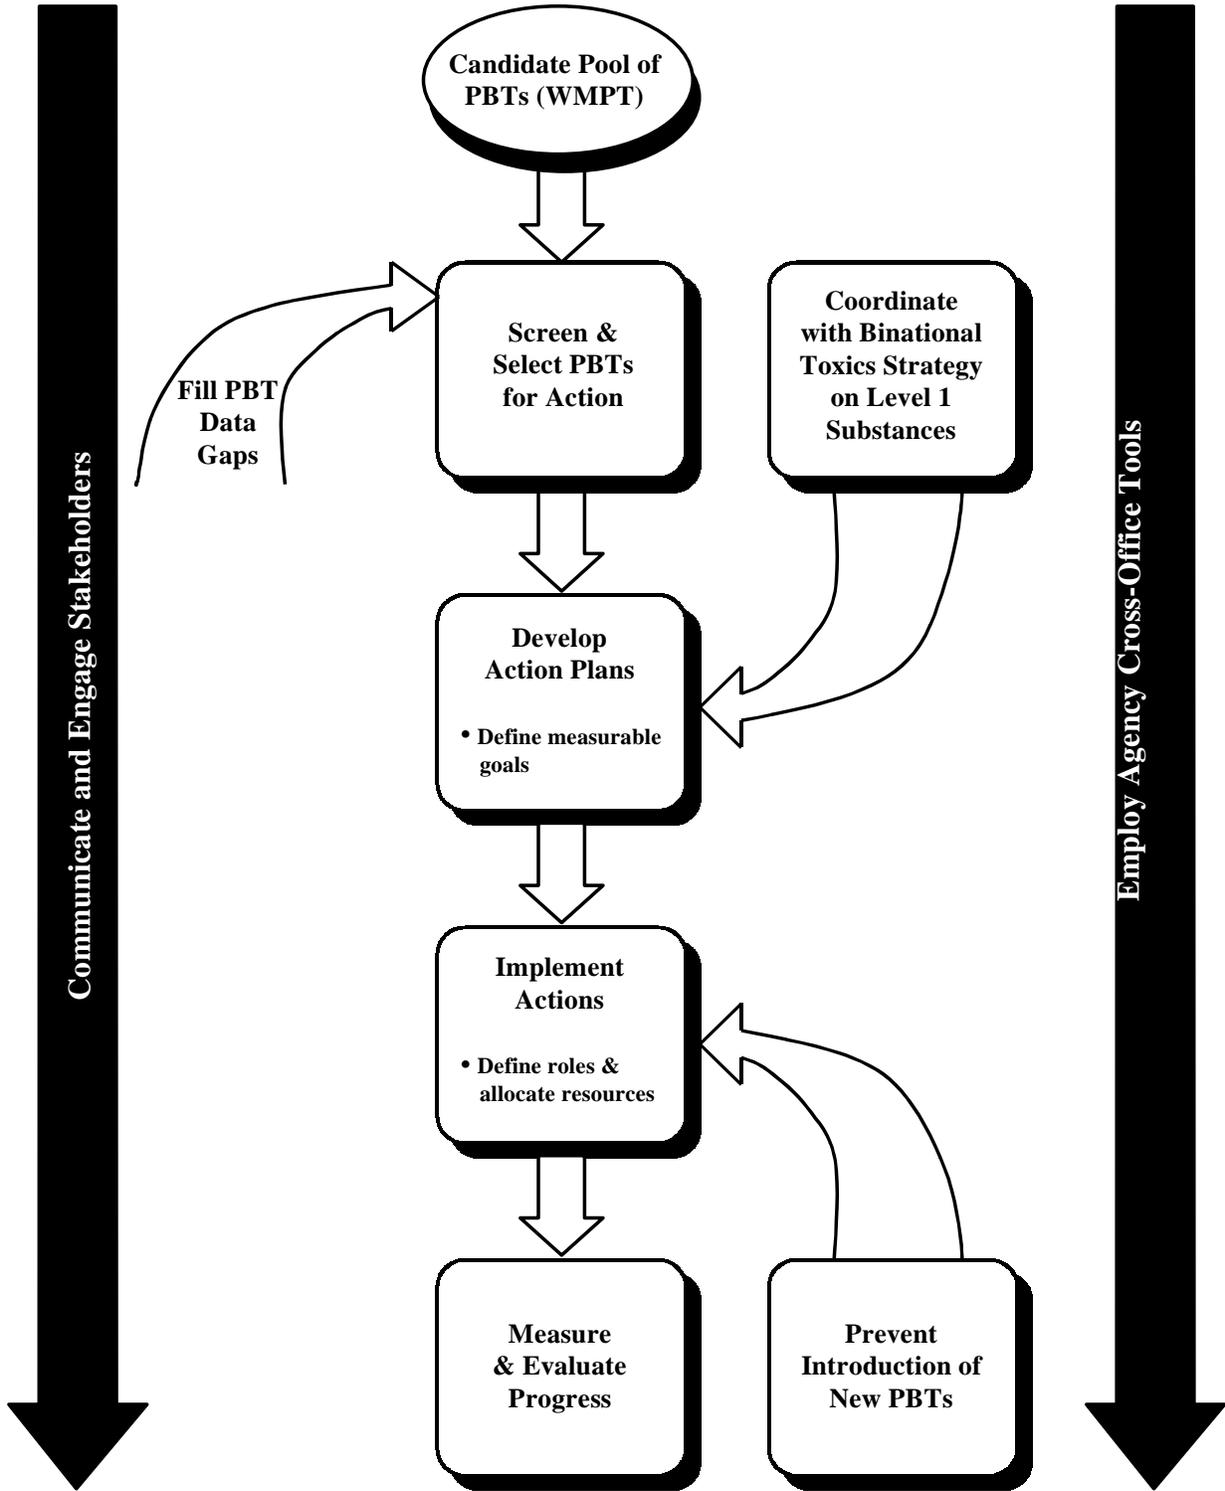 Candidate Pool of
PBTs (WMPT)
Screen &
Select PBTs
for Action
Coordinate
with Binational
Toxics Strategy
on Level 1
Substances
Fill PBT
Data
Gaps
Communicate and Engage Stakeholders
Employ Agency Cross-Office Tools
Develop
Action Plans
• Define measurable
goals
Implement
Actions
• Define roles &
allocate resources
Measure
& Evaluate
Progress
Prevent
Introduction of
New PBTs